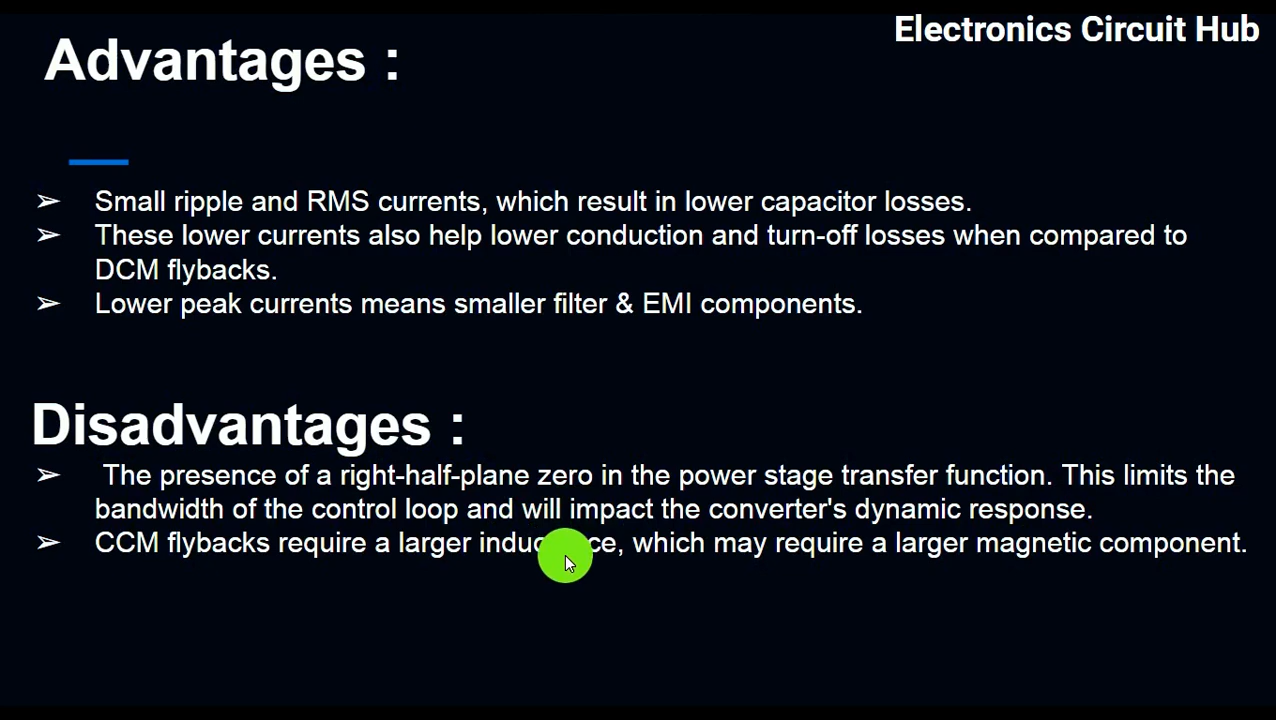 Electronics Circuit Hub
Advantages :
➢ Small ripple and RMS currents, which result in lower capacitor losses.
➢ These lower currents also help lower conduction and turn-off losses when compared to
DCM flybacks.
➢ Lower peak currents means smaller filter & EMI components.
Disadvantages :
➢ The presence of a right-half-plane zero in the power stage transfer function. This limits the
bandwidth of the control loop and will impact the converter's dynamic response.
➢ CCM flybacks require a larger inductance, which may require a larger magnetic component.